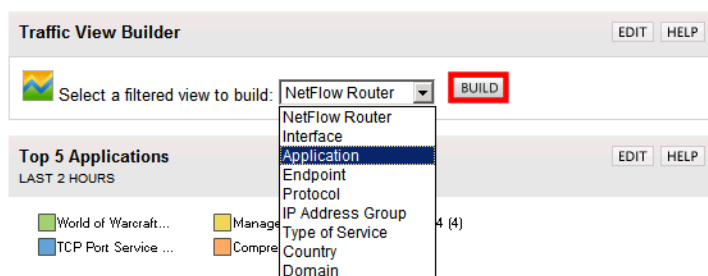 Traffic View Builder EDIT HELP
Select a filtered view to build: NetFlow Router BUILD
NetFlow Router
Interface
Application
Endpoint
Protocol
IP Address Group
Type of Service
Country
Domain
Top 5 Applications EDIT HELP
LAST 2 HOURS
World of Warcraft... Manage 4 (4)
TCP Port Service ... Compre